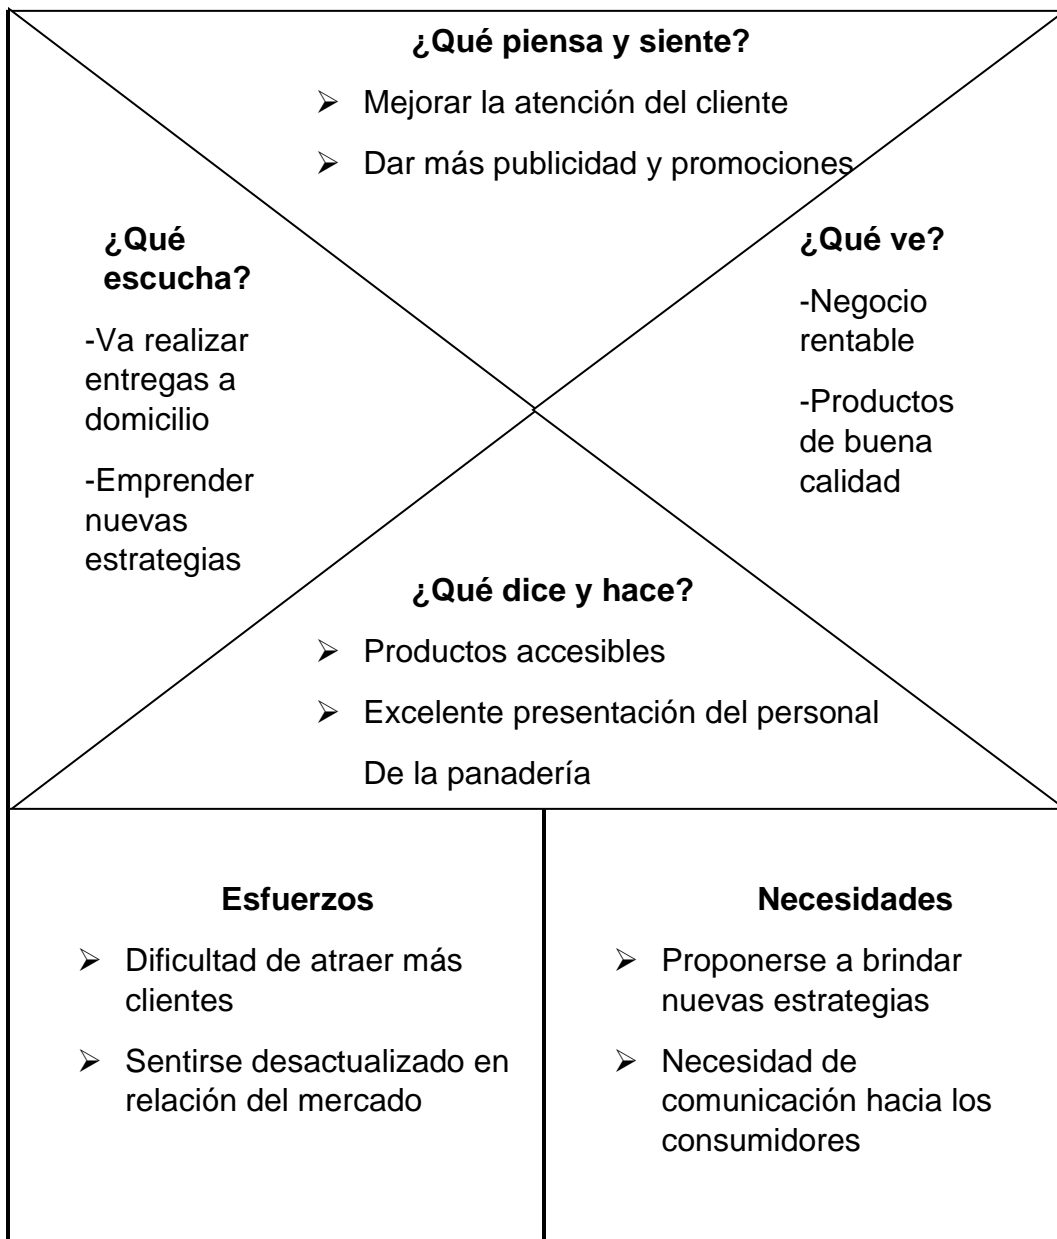 ¿Qué piensa y siente?
➢ Mejorar la atención del cliente
➢ Dar más publicidad y promociones
¿Qué
escucha?
-Va realizar
entregas a
domicilio
-Emprender
nuevas
estrategias
¿Qué ve?
-Negocio
rentable
-Productos
de buena
calidad
¿Qué dice y hace?
➢ Productos accesibles
➢ Excelente presentación del personal
De la panadería
Esfuerzos
➢ Dificultad de atraer más
clientes
➢ Sentirse desactualizado en
relación del mercado
Necesidades
➢ Proponerse a brindar
nuevas estrategias
➢ Necesidad de
comunicación hacia los
consumidores